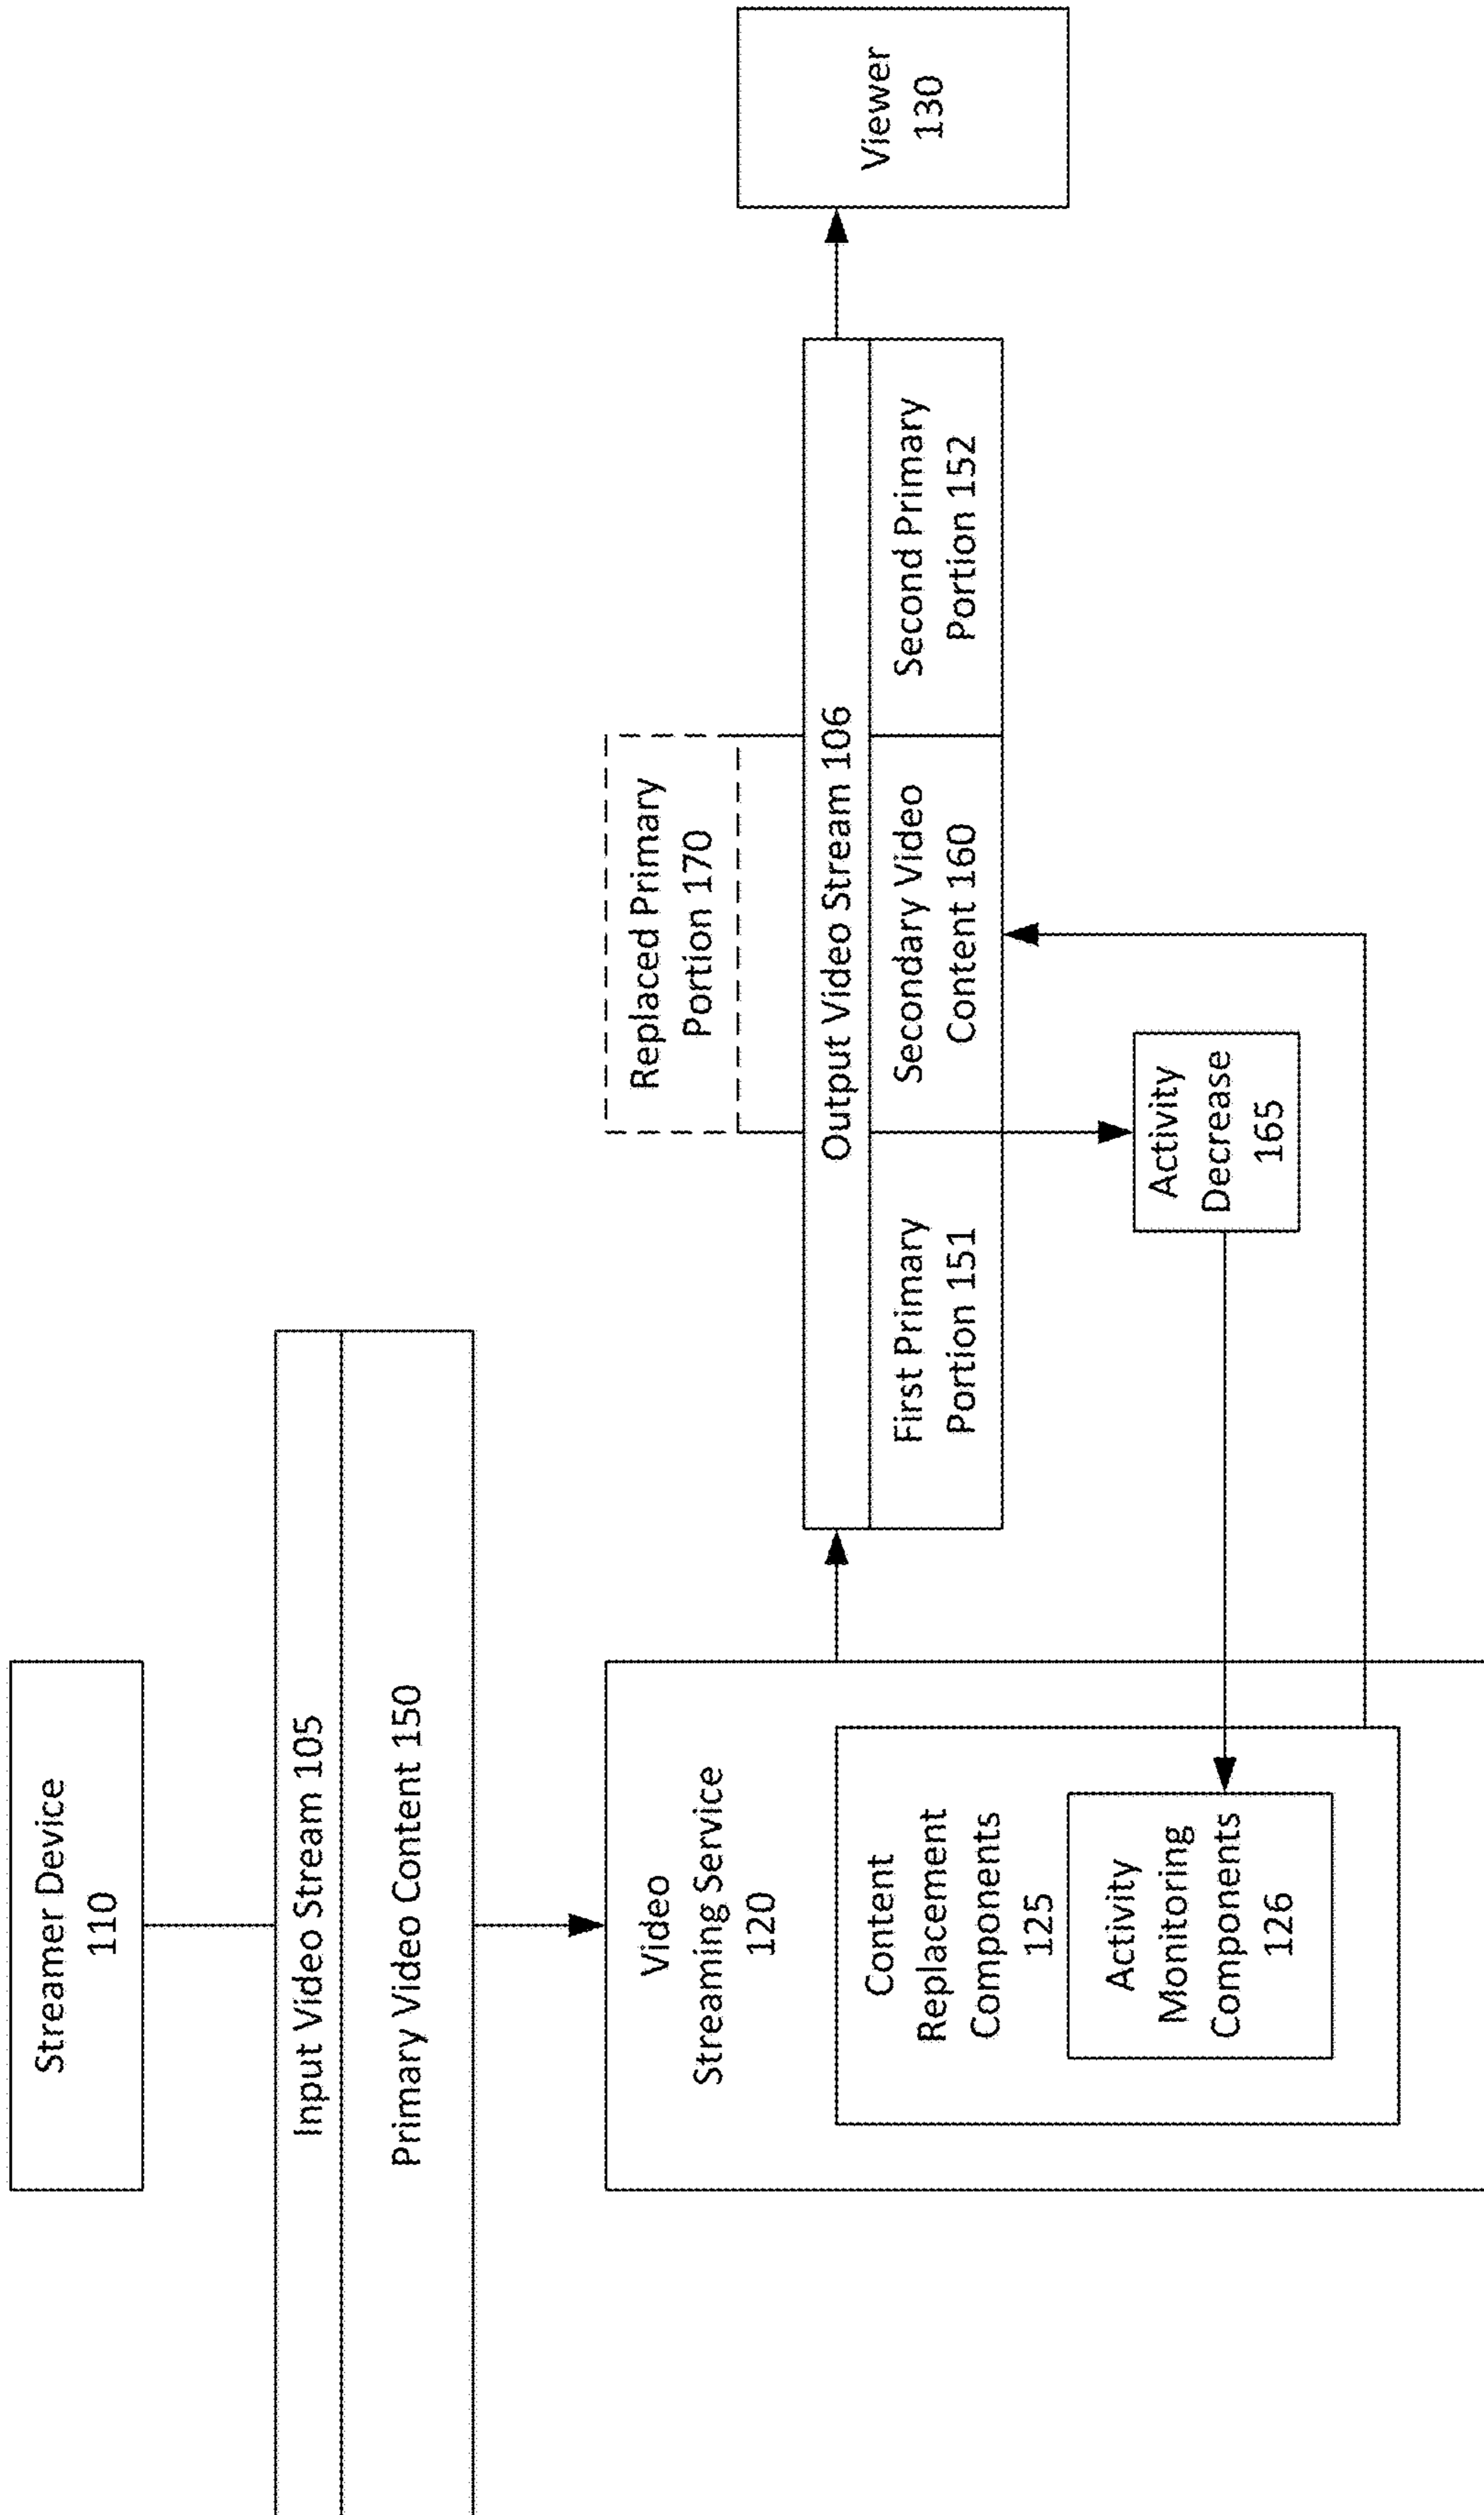 Streamer Device
110
Input Video Stream 105
Primary Video Content 150
Video
Streaming Service
120
Content
Replacement
Components
125
Activity
Monitoring
Components
126
Replaced Primary
Portion 170
Output Video Stream 106
First Primary
Portion 151
Secondary Video
Content 160
Second Primary
Portion 152
Activity
Decrease
165
Viewer
130